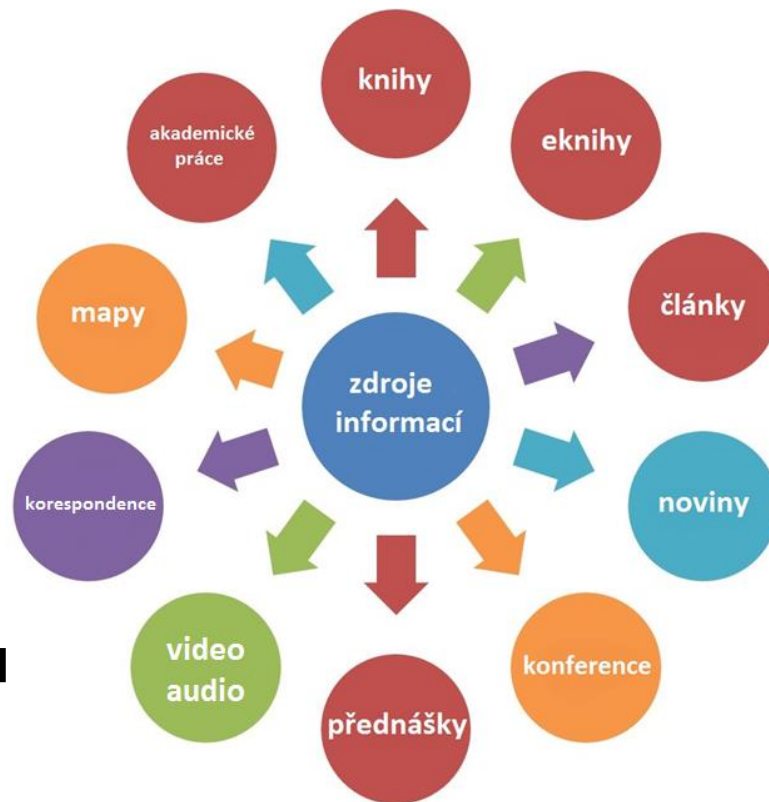 knihy
eknihy
články
noviny
konference
přednášky
video
audio
korespondence
mapy
akademické
práce
zdroje
informací